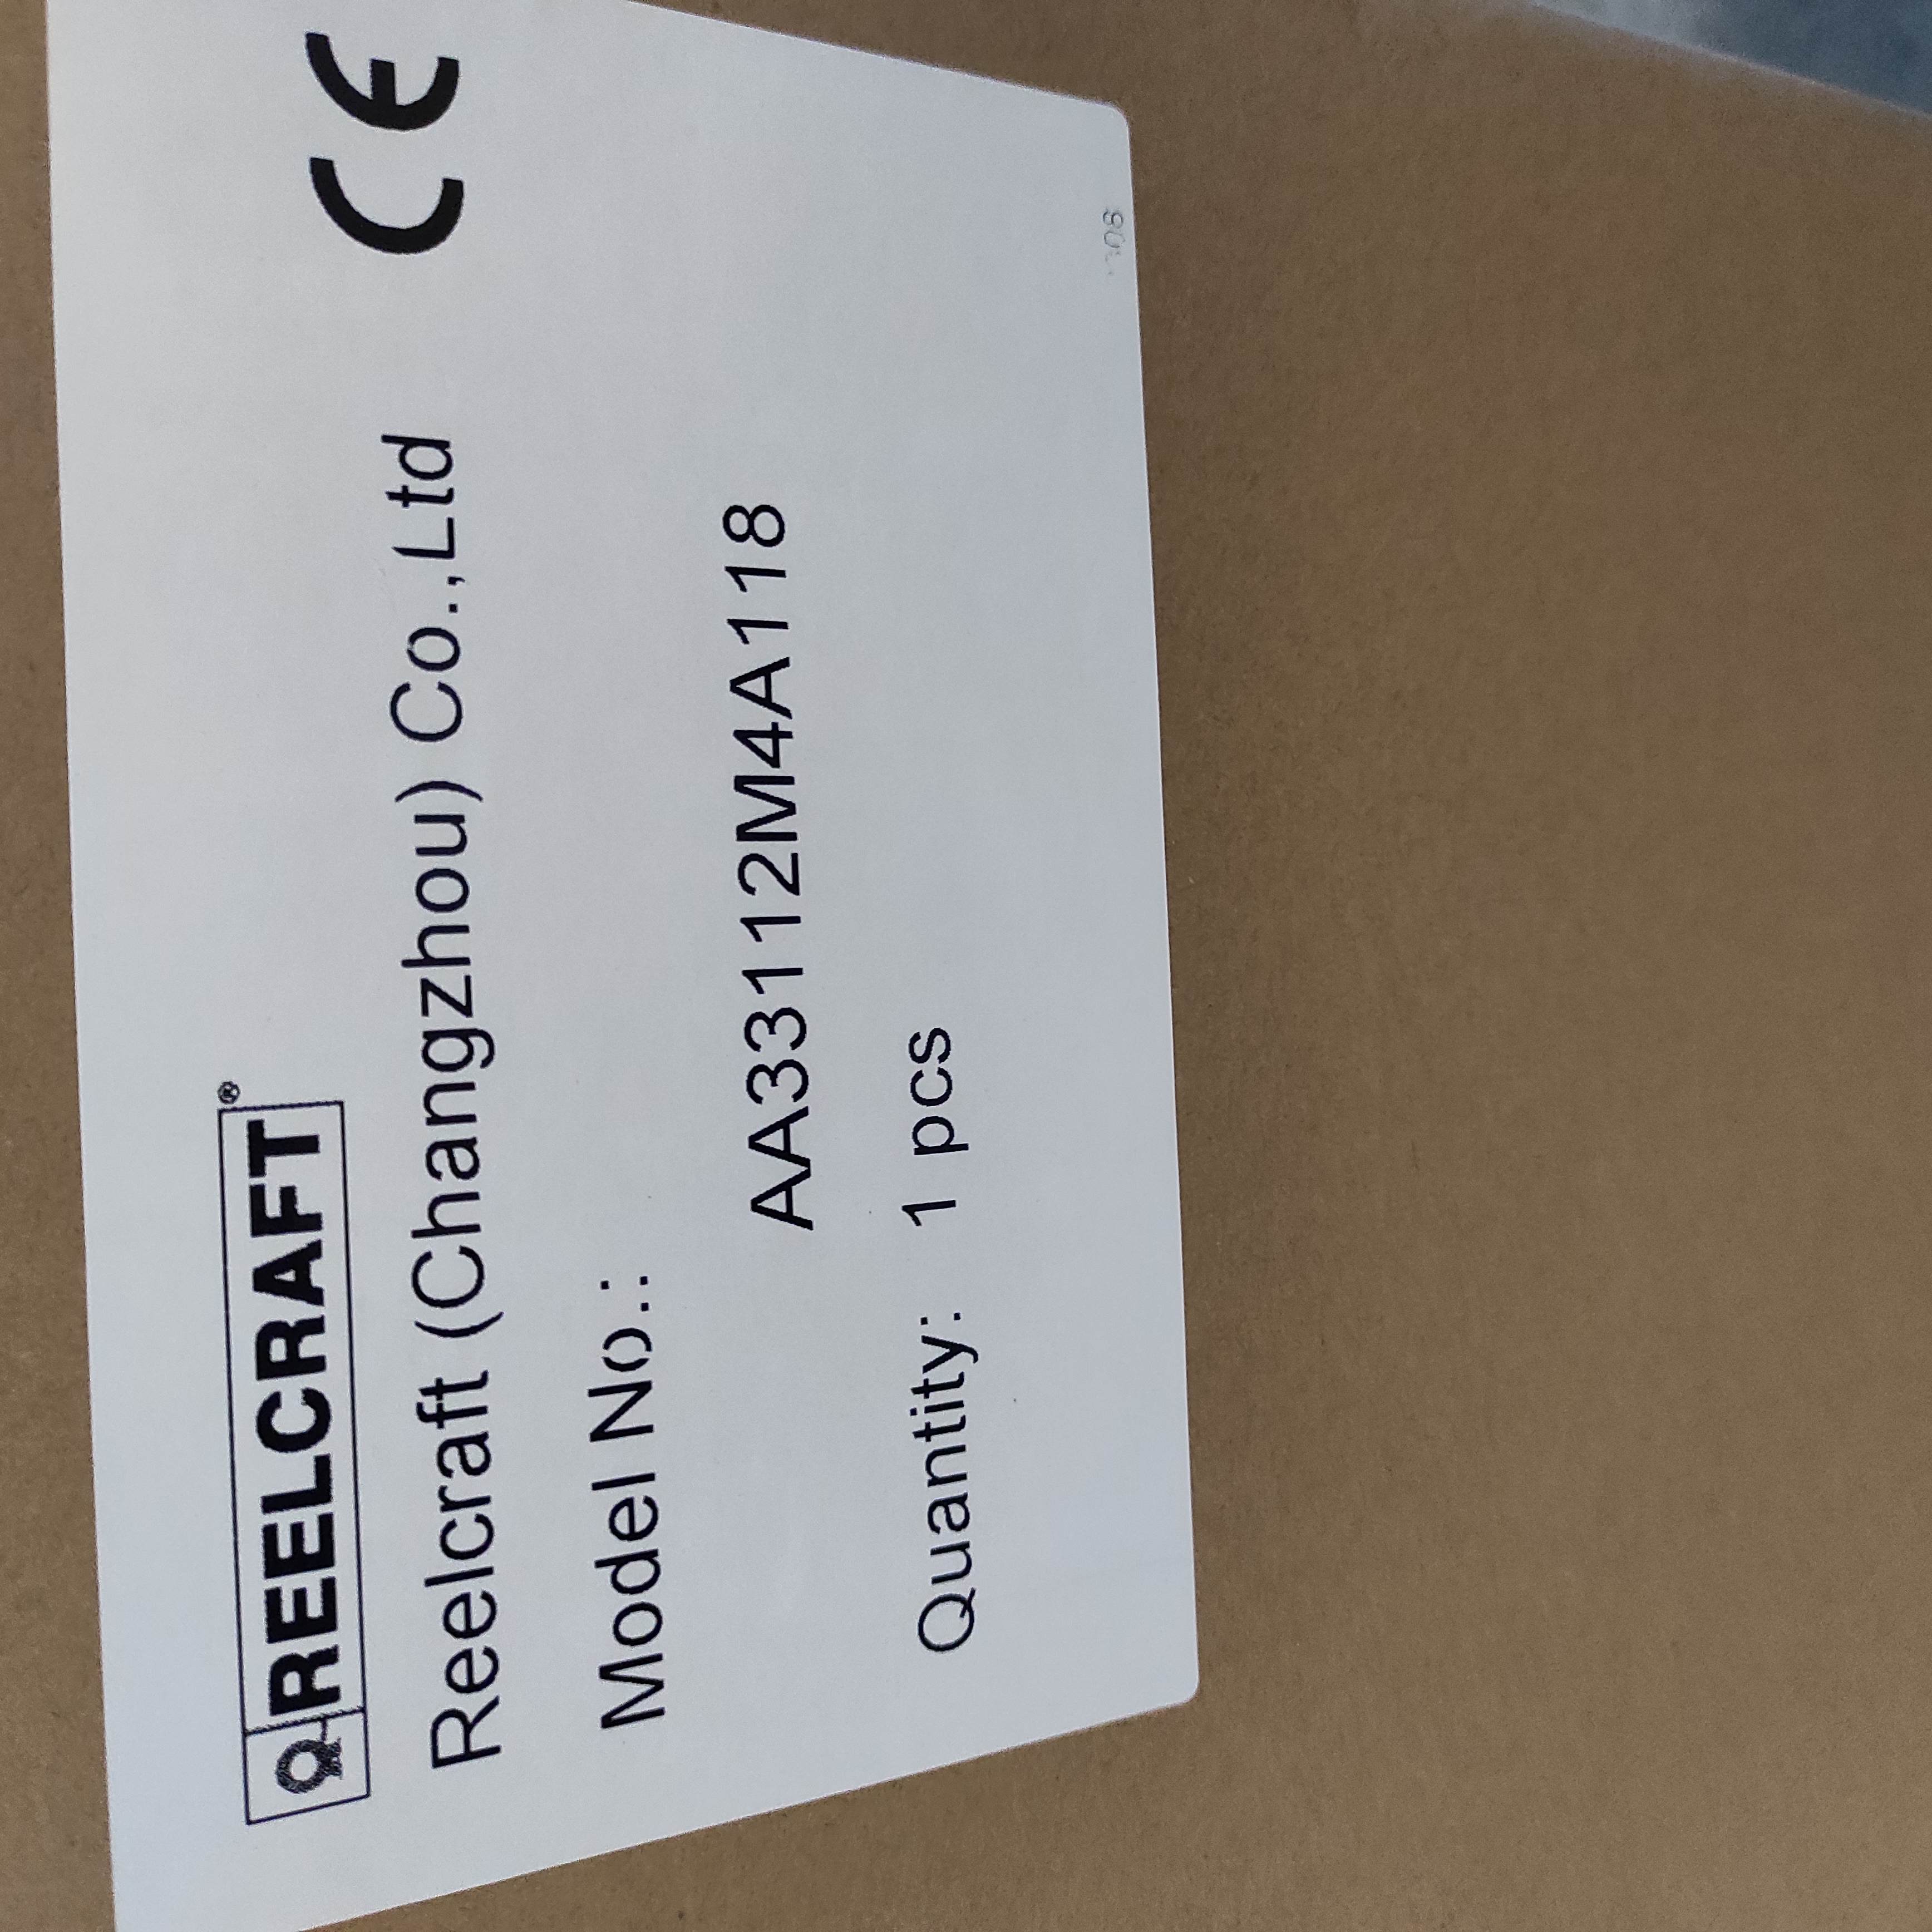 REELCRAFT®
CE
Reelcraft (Changzhou) Co.,Ltd
Model No.:
AA33112M4A118
Quantity: 1 pcs